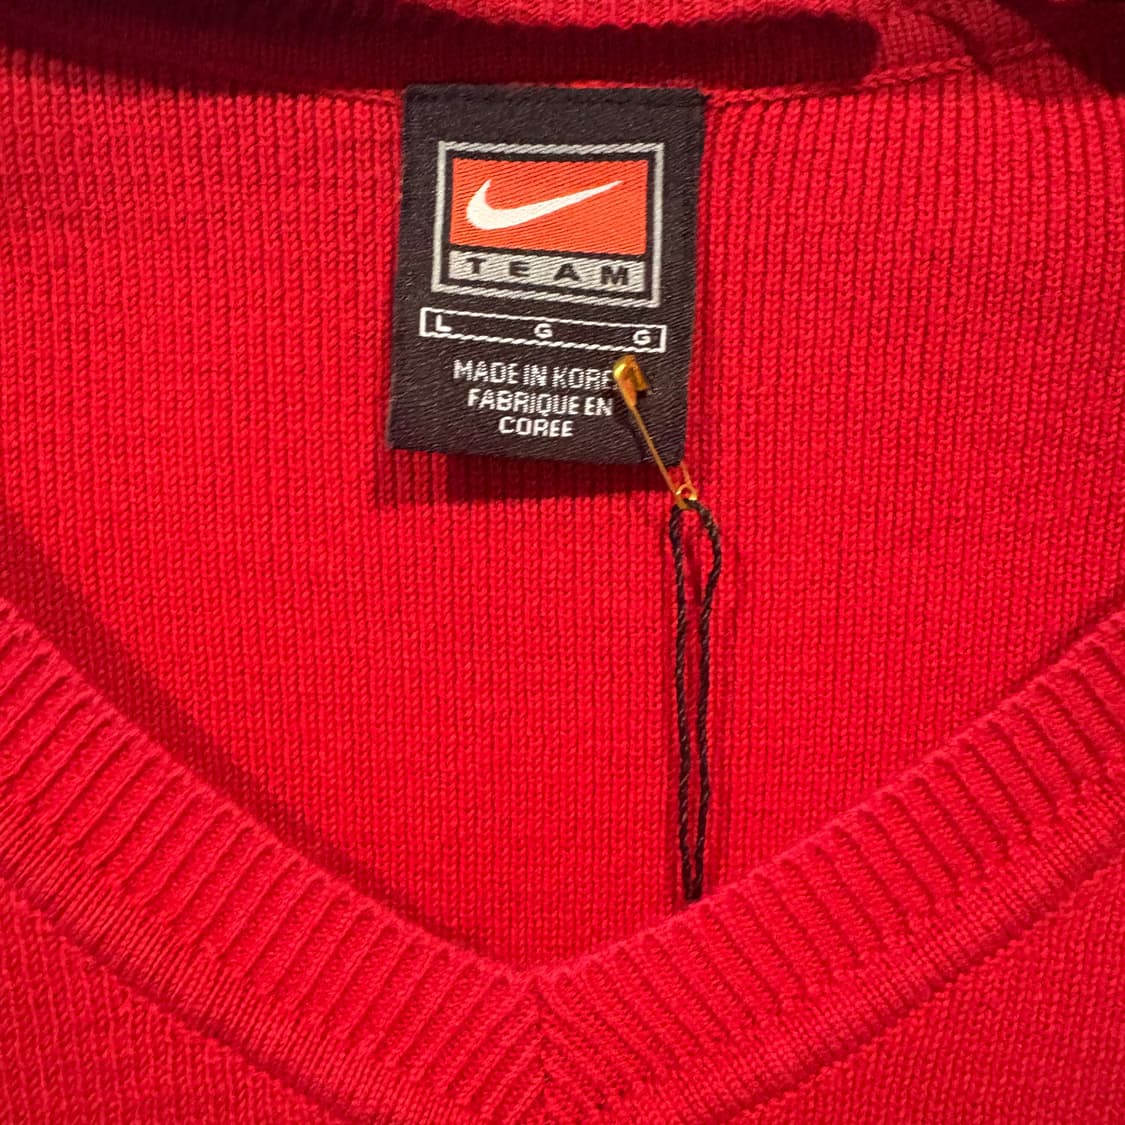 TEAM
L G G
MADE IN KORE
FABRIQUE EN
COREE